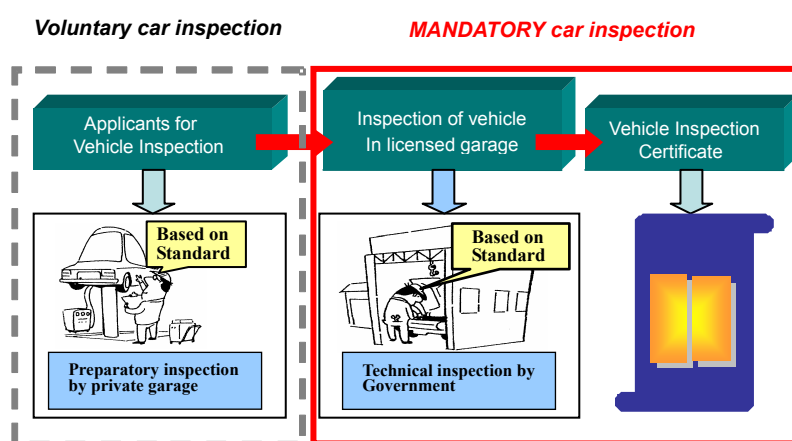 Voluntary car inspection
MANDATORY car inspection
Applicants for
Vehicle Inspection
Inspection of vehicle
In licensed garage
Vehicle Inspection
Certificate
Based on
Standard
Preparatory inspection
by private garage
Based on
Standard
Technical inspection by
Government